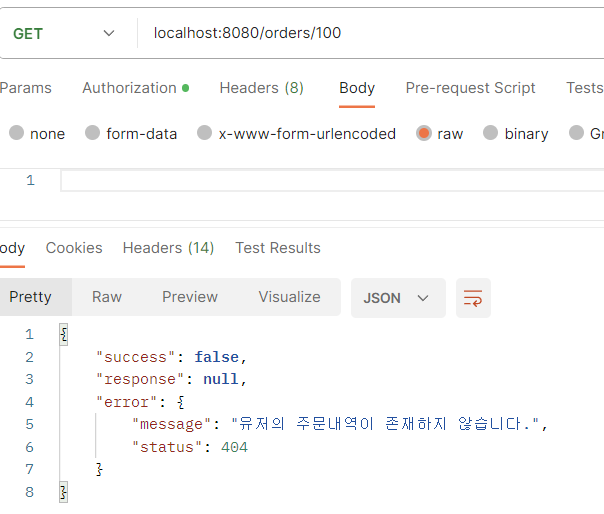 GET localhost:8080/orders/100
Params Authorization Headers (8) Body Pre-request Script Tests
none form-data x-www-form-urlencoded raw binary
1
Cookies Headers (14) Test Results
Pretty Raw Preview Visualize JSON
1 {
2 "success": false,
3 "response": null,
4 "error": {
5 "message": "유저의 주문내역이 존재하지 않습니다.",
6 "status": 404
7 }
8 }